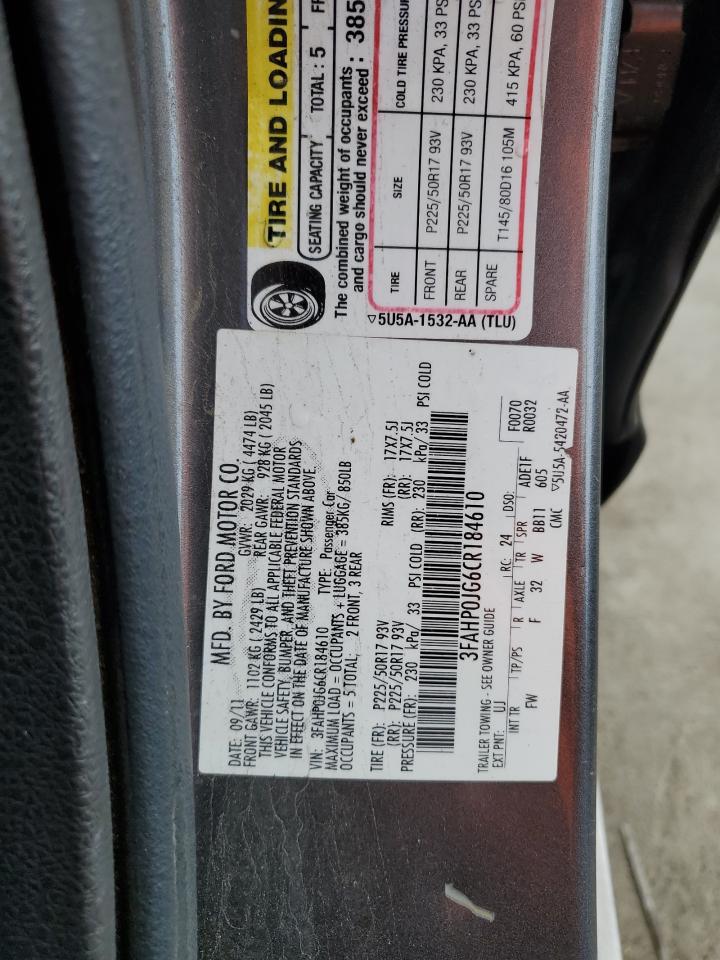 TIRE AND LOADIN
SEATING CAPACITY TOTAL : 5 FR
The combined weight of occupants
and cargo should never exceed : 385
TIRE SIZE COLD TIRE PRESSUR
FRONT P225/50R17 93V 230 KPA, 33 PS
REAR P225/50R17 93V 230 KPA, 33 PS
SPARE T145/80D16 105M 415 KPA, 60 PS
▽5U5A-1532-AA (TLU)
MFD. BY FORD MOTOR CO.
DATE: 09/11 GVWR: 2029 KG ( 4474 LB)
FRONT GAWR: 1102 KG ( 2429 LB) REAR GAWR: 928 KG ( 2045 LB)
THIS VEHICLE CONFORMS TO ALL APPLICABLE FEDERAL MOTOR
VEHICLE SAFETY, BUMPER, AND THEFT PREVENTION STANDARDS
IN EFFECT ON THE DATE OF MANUFACTURE SHOWN ABOVE.
VIN: 3FAHP0JG6CR184610 TYPE: Passenger Car
MAXIMUM LOAD = OCCUPANTS + LUGGAGE = 385KG/ 850LB
OCCUPANTS = 5 TOTAL; 2 FRONT, 3 REAR
TIRE (FR): P225/50R17 93V RIMS (FR): 17X7.5J
(RR): P225/50R17 93V (RR): 17X7.5J
PRESSURE (FR): 230 kPa/ 33 PSI COLD (RR): 230 kPa/ 33 PSI COLD
3FAHP0JG6CR184610
TRAILER TOWING - SEE OWNER GUIDE F0070
EXT PNT: UJ RC: 24 DSO: R0032
INT TR TP/PS R AXLE TR SPR ADE1F
FW F 32 W BB11 605
CMC ▽5U5A-5420472-AA